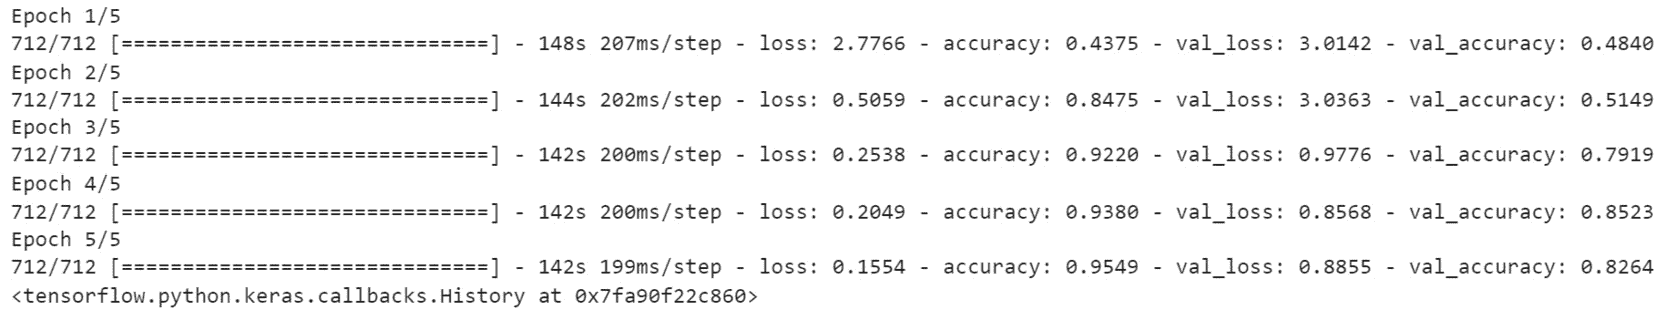 Epoch 1/5
712/712 [==============================] - 148s 207ms/step - loss: 2.7766 - accuracy: 0.4375 - val_loss: 3.0142 - val_accuracy: 0.4840
Epoch 2/5
712/712 [==============================] - 144s 202ms/step - loss: 0.5059 - accuracy: 0.8475 - val_loss: 3.0363 - val_accuracy: 0.5149
Epoch 3/5
712/712 [==============================] - 142s 200ms/step - loss: 0.2538 - accuracy: 0.9220 - val_loss: 0.9776 - val_accuracy: 0.7919
Epoch 4/5
712/712 [==============================] - 142s 200ms/step - loss: 0.2049 - accuracy: 0.9380 - val_loss: 0.8568 - val_accuracy: 0.8523
Epoch 5/5
712/712 [==============================] - 142s 199ms/step - loss: 0.1554 - accuracy: 0.9549 - val_loss: 0.8855 - val_accuracy: 0.8264
<tensorflow.python.keras.callbacks.History at 0x7fa90f22c860>